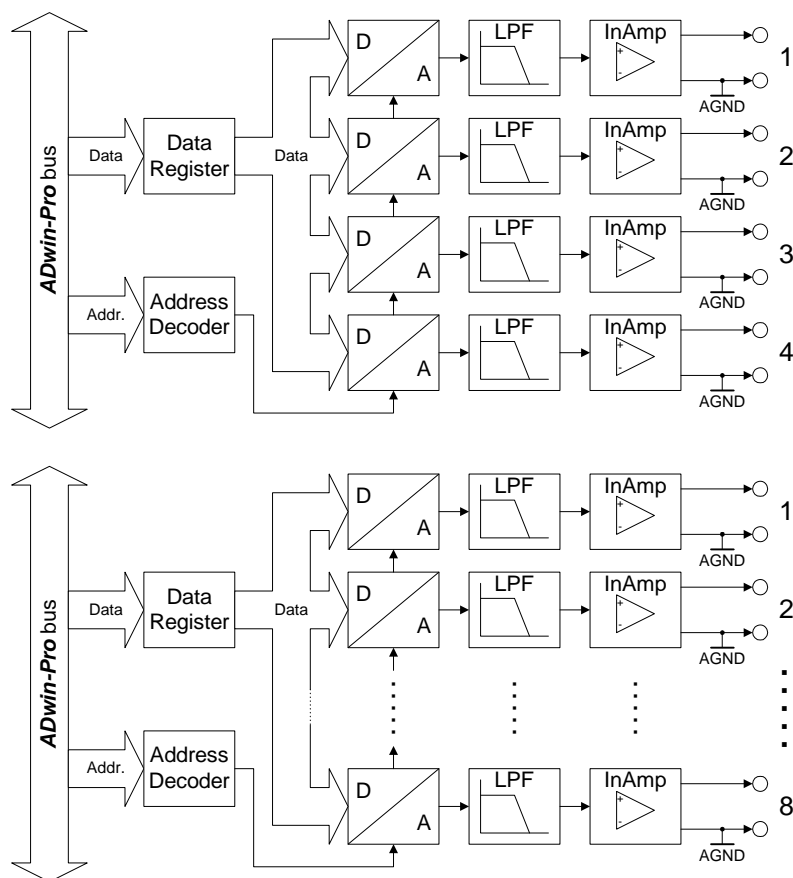 D A LPF InAmp + - AGND 1
D A LPF InAmp + - AGND 2
D A LPF InAmp + - AGND 3
D A LPF InAmp + - AGND 4
ADwin-Pro bus
Data
Data
Register
Data
Addr.
Address
Decoder
D A LPF InAmp + - AGND 1
D A LPF InAmp + - AGND 2
D A LPF InAmp + - AGND 8
ADwin-Pro bus
Data
Data
Register
Data
Addr.
Address
Decoder